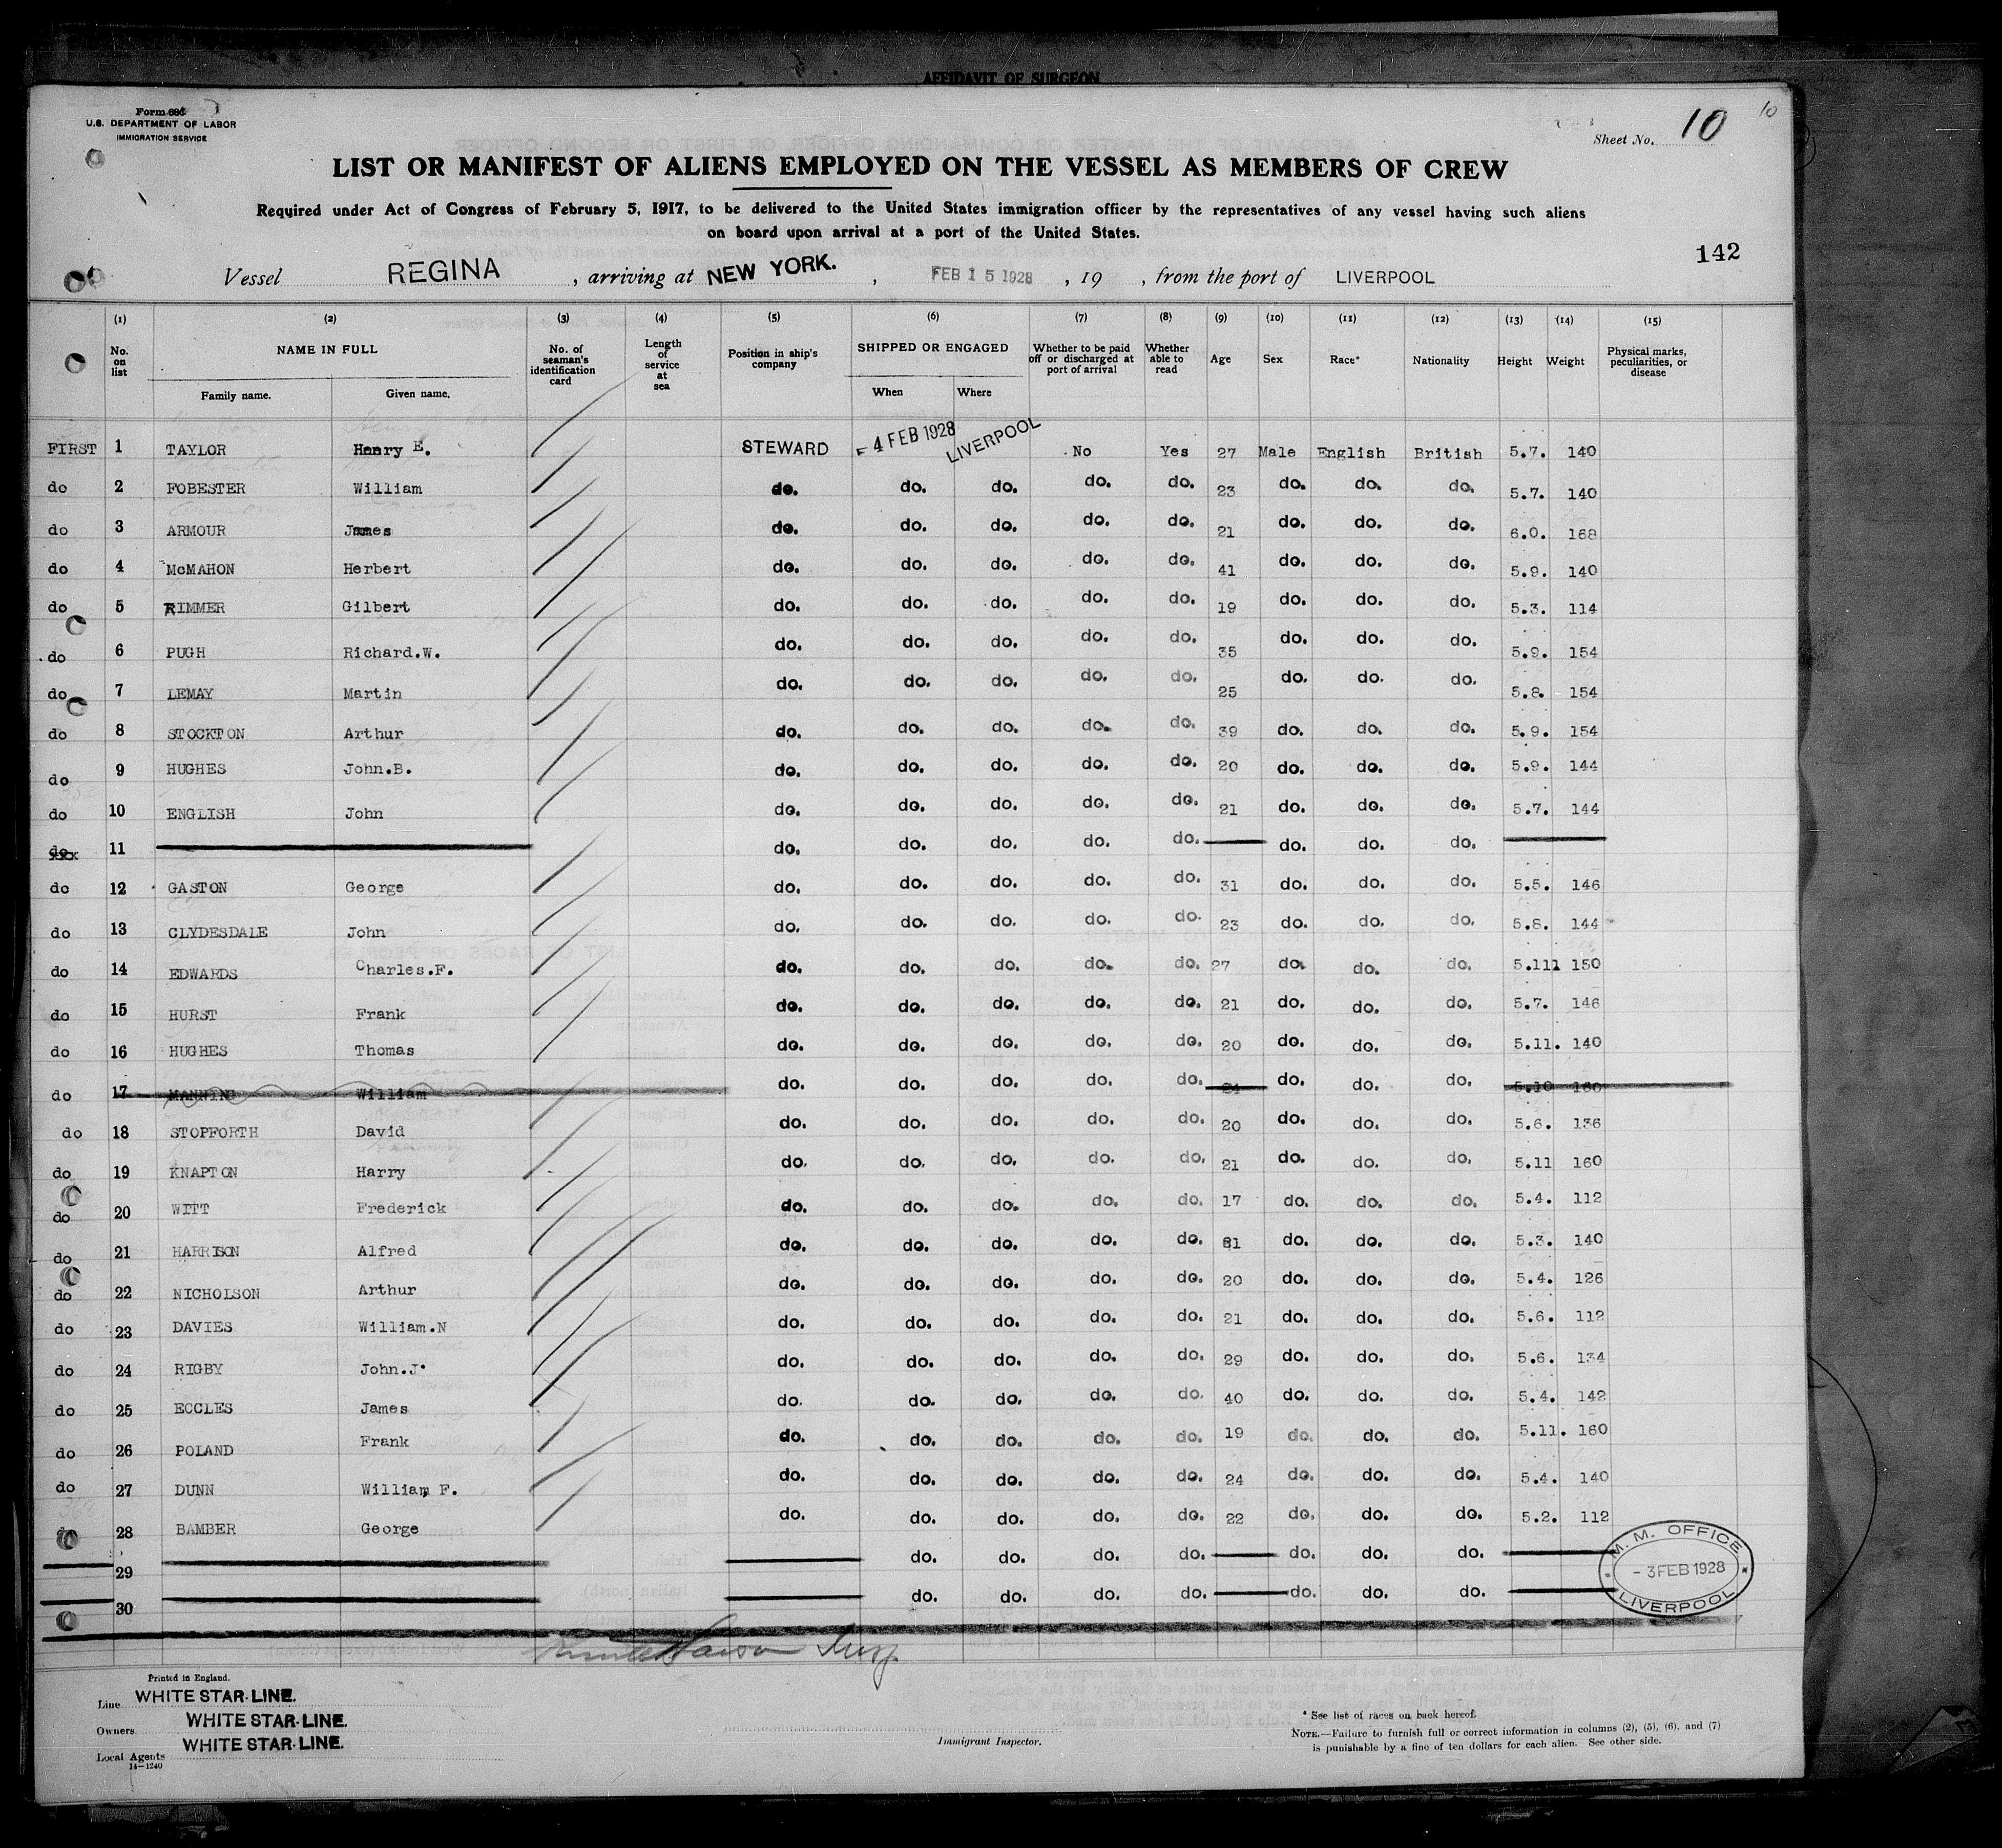 AFFIDAVIT OF SURGEON
Form 686
U.S. DEPARTMENT OF LABOR
IMMIGRATION SERVICE
Sheet No. 10
10
LIST OR MANIFEST OF ALIENS EMPLOYED ON THE VESSEL AS MEMBERS OF CREW
Required under Act of Congress of February 5, 1917, to be delivered to the United States immigration officer by the representatives of any vessel having such aliens
on board upon arrival at a port of the United States.
142
Vessel REGINA, arriving at NEW YORK., FEB 15 1928, 19 , from the port of LIVERPOOL
(1) (2) (3) (4) (5) (6) (7) (8) (9) (10) (11) (12) (13) (14) (15)
No. on list NAME IN FULL Family name. Given name. No. of seaman's identification card Length of service at sea Position in ship's company SHIPPED OR ENGAGED When Where Whether to be paid off or discharged at port of arrival Whether able to read Age Sex Race* Nationality Height Weight Physical marks, peculiarities, or disease
FIRST 1 TAYLOR Henry E. STEWARD - 4 FEB 1928 LIVERPOOL No Yes 27 Male English British 5.7. 140
do 2 FOBESTER William do. do. do. do. do. 23 do. do. do. 5.7. 140
do 3 ARMOUR James do. do. do. do. do. 21 do. do. do. 6.0. 168
do 4 McMAHON Herbert do. do. do. do. do. 41 do. do. do. 5.9. 140
do 5 RIMMER Gilbert do. do. do. do. do. 19 do. do. do. 5.3. 114
do 6 PUGH Richard.W. do. do. do. do. do. 35 do. do. do. 5.9. 154
do 7 LEMAY Martin do. do. do. do. do. 25 do. do. do. 5.8. 154
do 8 STOCKTON Arthur do. do. do. do. do. 39 do. do. do. 5.9. 154
do 9 HUGHES John.B. do. do. do. do. do. 20 do. do. do. 5.9. 144
do 10 ENGLISH John do. do. do. do. do. 21 do. do. do. 5.7. 144
do 11 do. do. do. do. do. do. do. do.
do 12 GASTON George do. do. do. do. do. 31 do. do. do. 5.5. 146
do 13 CLYDESDALE John do. do. do. do. do. 23 do. do. do. 5.8. 144
do 14 EDWARDS Charles.F. do. do. do. do. do. 27 do. do. do. 5.111 150
do 15 HURST Frank do. do. do. do. do. 21 do. do. do. 5.7. 146
do 16 HUGHES Thomas do. do. do. do. do. 20 do. do. do. 5.11. 140
do 17 MANNING William do. do. do. do. do. 24 do. do. do. 5.10 160
do 18 STOPFORTH David do. do. do. do. do. 20 do. do. do. 5.6. 136
do 19 KNAPTON Harry do. do. do. do. do. 21 do. do. do. 5.11 160
do 20 WITT Frederick do. do. do. do. do. 17 do. do. do. 5.4. 112
do 21 HARRISON Alfred do. do. do. do. do. 31 do. do. do. 5.3. 140
do 22 NICHOLSON Arthur do. do. do. do. do. 20 do. do. do. 5.4. 126
do 23 DAVIES William.N do. do. do. do. do. 21 do. do. do. 5.6. 112
do 24 RIGBY John.J. do. do. do. do. do. 29 do. do. do. 5.6. 134
do 25 ECCLES James do. do. do. do. do. 40 do. do. do. 5.4. 142
do 26 POLAND Frank do. do. do. do. do. 19 do. do. do. 5.11. 160
do 27 DUNN William F. do. do. do. do. do. 24 do. do. do. 5.4. 140
do 28 BAMBER George do. do. do. do. do. 22 do. do. do. 5.2. 112
29 do. do. do. do. do. do. do.
30 do. do. do. do. do. do. do.
M. M. OFFICE
- 3 FEB 1928
LIVERPOOL
Printed in England.
Line WHITE STAR LINE.
Owners WHITE STAR LINE.
Local Agents WHITE STAR LINE.
14—1240
Immigrant Inspector.
* See list of races on back hereof.
NOTE.—Failure to furnish full or correct information in columns (2), (5), (6), and (7)
is punishable by a fine of ten dollars for each alien. See other side.